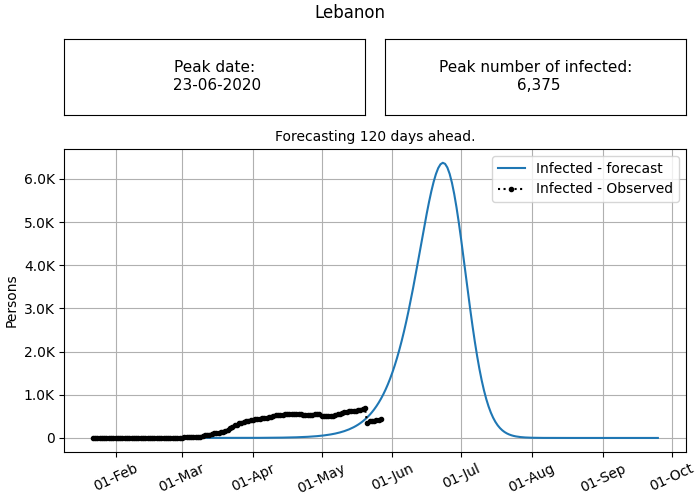 Lebanon
Peak date:
23-06-2020
Peak number of infected:
6,375
Forecasting 120 days ahead.
Infected - forecast
Infected - Observed
Persons
6.0K
5.0K
4.0K
3.0K
2.0K
1.0K
0
01-Feb
01-Mar
01-Apr
01-May
01-Jun
01-Jul
01-Aug
01-Sep
01-Oct